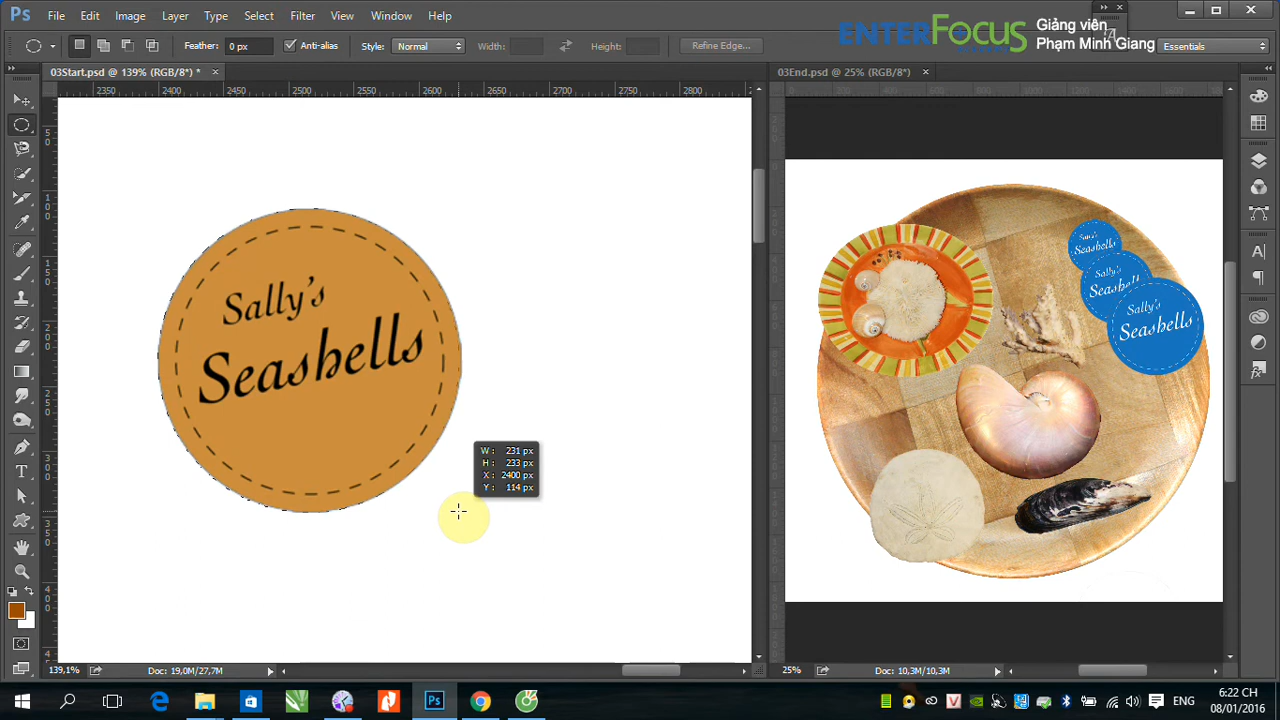 Ps File Edit Image Layer Type Select Filter View Window Help
ENTERFOCUS
Giảng viên
Phạm Minh Giang
Feather: 0 px Anti-alias Style: Normal Width: Height: Refine Edge... Essentials
03Start.psd @ 139% (RGB/8*) * 03End.psd @ 25% (RGB/8*)
2350 2400 2450 2500 2550 2600 2650 2700 2750 2800
Sally's
Seashells
W: 231 px
H: 233 px
X: 2400 px
Y: 114 px
Sally's
Seashells
Sally's
Seashells
Sally's
Seashells
139.1% Doc: 19,0M/27,7M 25% Doc: 10,3M/10,3M
ENG 6:22 CH
08/01/2016